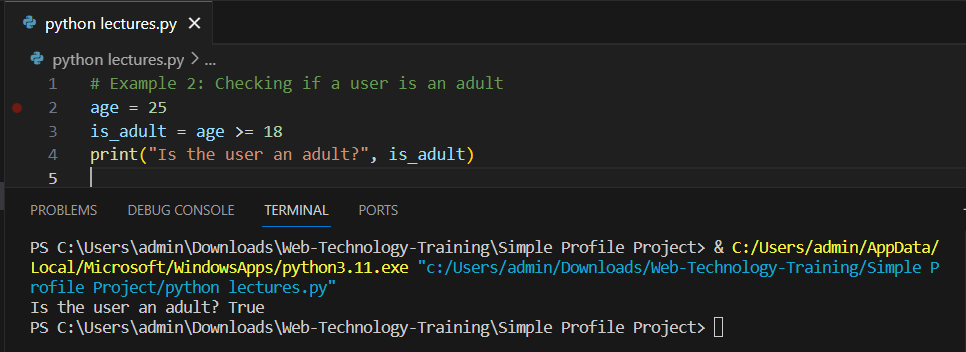 python lectures.py
python lectures.py > ...
1 # Example 2: Checking if a user is an adult
2 age = 25
3 is_adult = age >= 18
4 print("Is the user an adult?", is_adult)
5
PROBLEMS DEBUG CONSOLE TERMINAL PORTS
PS C:\Users\admin\Downloads\Web-Technology-Training\Simple Profile Project> & C:/Users/admin/AppData/
Local/Microsoft/WindowsApps/python3.11.exe "c:/Users/admin/Downloads/Web-Technology-Training/Simple P
rofile Project/python lectures.py"
Is the user an adult? True
PS C:\Users\admin\Downloads\Web-Technology-Training\Simple Profile Project>